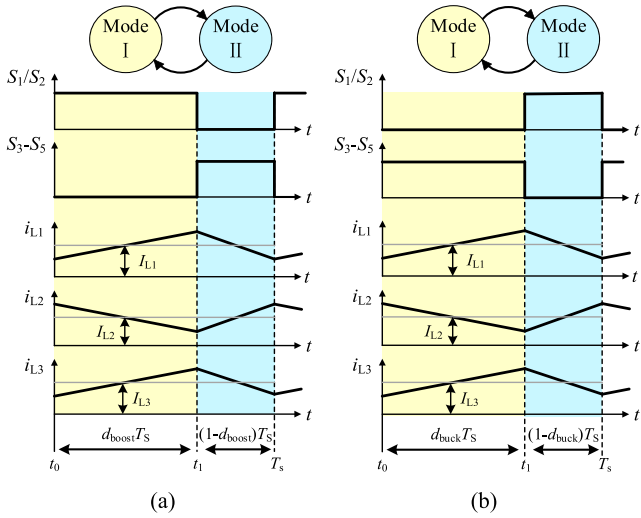 Mode I
Mode II
S1/S2
t
S3-S5
t
iL1
IL1
t
iL2
IL2
t
iL3
IL3
t
dboostTS
(1-dboost)TS
t0
t1
Ts
(a)
Mode I
Mode II
S1/S2
t
S3-S5
t
iL1
IL1
t
iL2
IL2
t
iL3
IL3
t
dbuckTS
(1-dbuck)TS
t0
t1
Ts
(b)